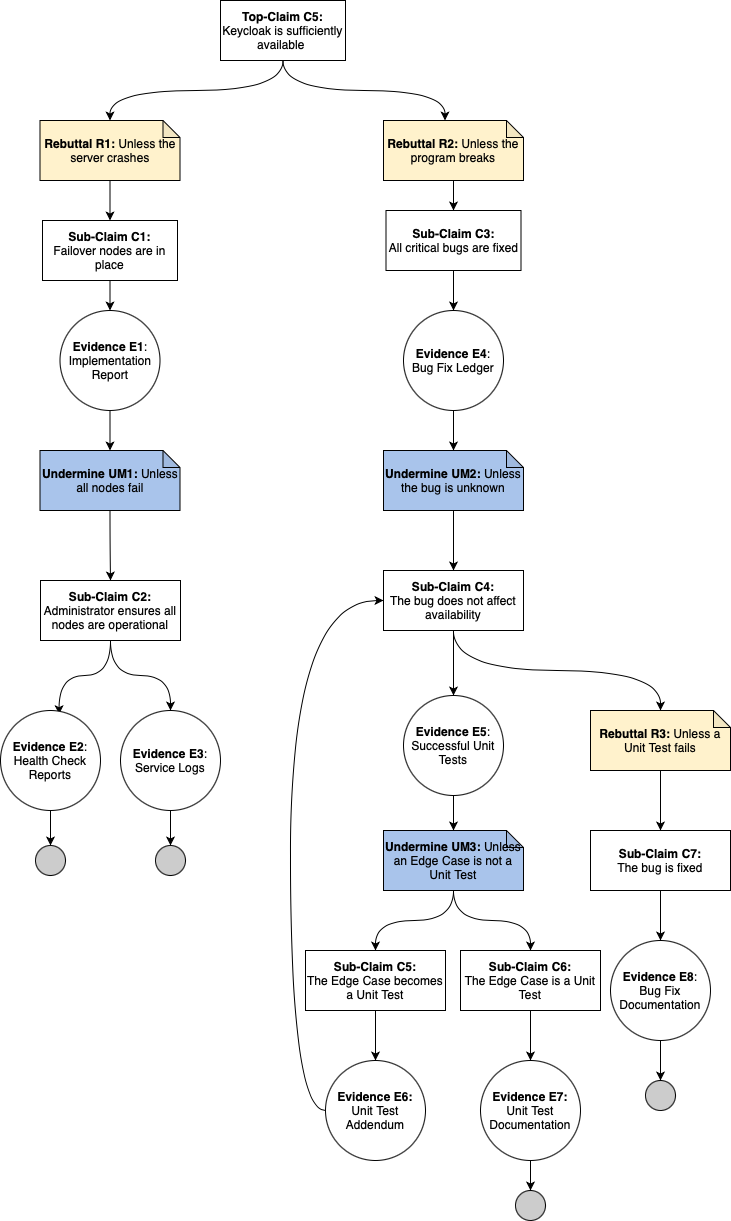 Top-Claim C5:
Keycloak is sufficiently
available
Rebuttal R1: Unless the
server crashes
Rebuttal R2: Unless the
program breaks
Sub-Claim C1:
Failover nodes are in
place
Sub-Claim C3:
All critical bugs are fixed
Evidence E1:
Implementation
Report
Evidence E4:
Bug Fix Ledger
Undermine UM1: Unless
all nodes fail
Undermine UM2: Unless
the bug is unknown
Sub-Claim C2:
Administrator ensures all
nodes are operational
Sub-Claim C4:
The bug does not affect
availability
Evidence E2:
Health Check
Reports
Evidence E3:
Service Logs
Evidence E5:
Successful Unit
Tests
Rebuttal R3: Unless a
Unit Test fails
Undermine UM3: Unless
an Edge Case is not a
Unit Test
Sub-Claim C7:
The bug is fixed
Sub-Claim C5:
The Edge Case becomes
a Unit Test
Sub-Claim C6:
The Edge Case is a Unit
Test
Evidence E8:
Bug Fix
Documentation
Evidence E6:
Unit Test
Addendum
Evidence E7:
Unit Test
Documentation